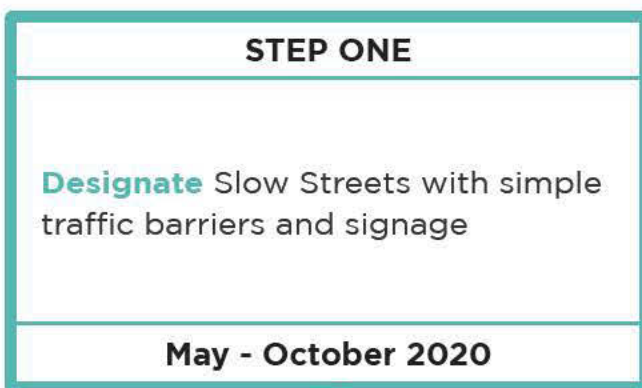 STEP ONE
Designate Slow Streets with simple
traffic barriers and signage
May - October 2020